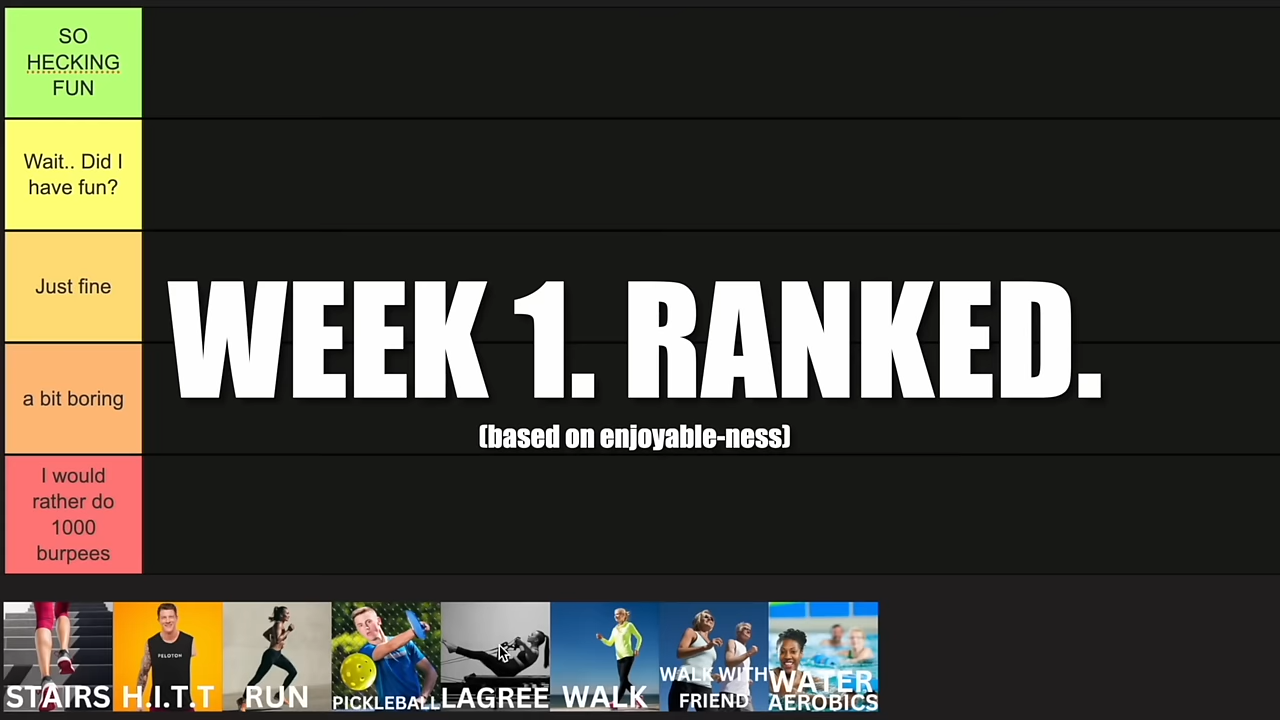 SO
HECKING
FUN
Wait.. Did I
have fun?
Just fine
a bit boring
I would
rather do
1000
burpees
WEEK 1. RANKED.
(based on enjoyable-ness)
STAIRS
H.I.T.T
PELOTON
RUN
PICKLEBALL
LAGREE
WALK
WALK WITH
FRIEND
WATER
AEROBICS